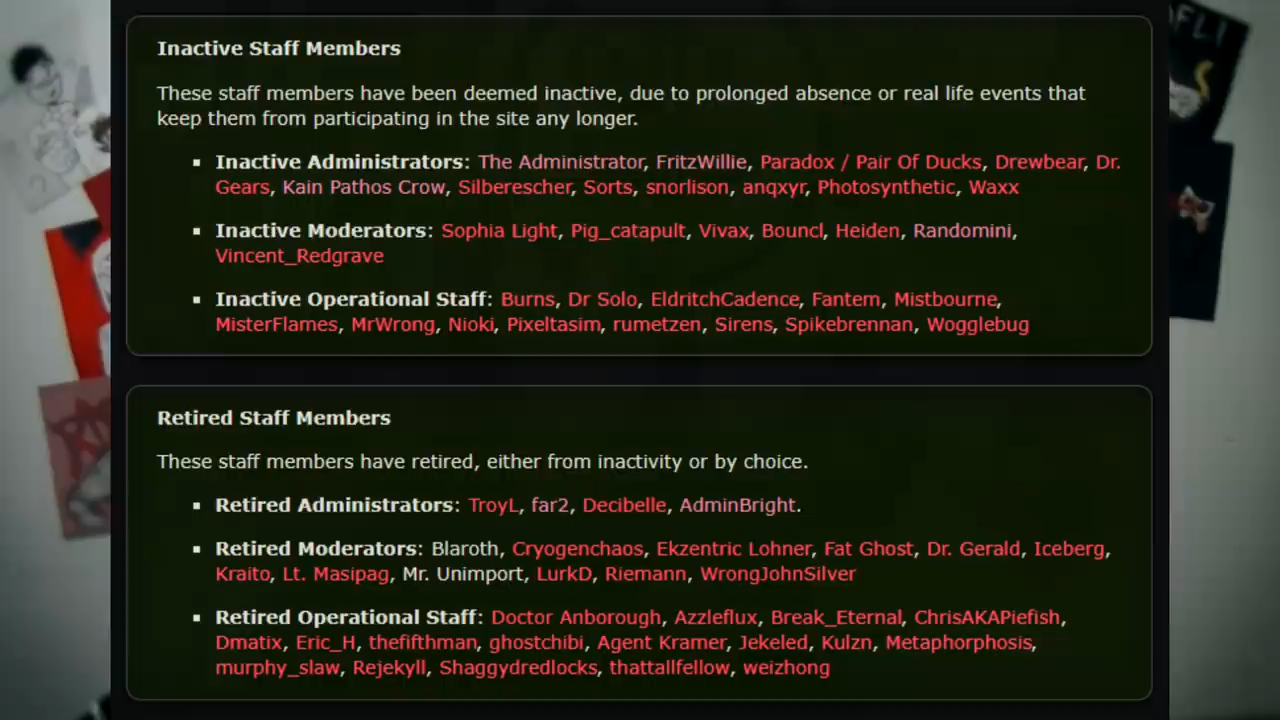 Inactive Staff Members
These staff members have been deemed inactive, due to prolonged absence or real life events that
keep them from participating in the site any longer.
Inactive Administrators: The Administrator, FritzWillie, Paradox / Pair Of Ducks, Drewbear, Dr.
Gears, Kain Pathos Crow, Silberescher, Sorts, snorlison, anqxyr, Photosynthetic, Waxx
Inactive Moderators: Sophia Light, Pig_catapult, Vivax, Bouncl, Heiden, Randomini,
Vincent_Redgrave
Inactive Operational Staff: Burns, Dr Solo, EldritchCadence, Fantem, Mistbourne,
MisterFlames, MrWrong, Nioki, Pixeltasim, rumetzen, Sirens, Spikebrennan, Wogglebug
Retired Staff Members
These staff members have retired, either from inactivity or by choice.
Retired Administrators: TroyL, far2, Decibelle, AdminBright.
Retired Moderators: Blaroth, Cryogenchaos, Ekzentric Lohner, Fat Ghost, Dr. Gerald, Iceberg,
Kraito, Lt. Masipag, Mr. Unimport, LurkD, Riemann, WrongJohnSilver
Retired Operational Staff: Doctor Anborough, Azzleflux, Break_Eternal, ChrisAKAPiefish,
Dmatix, Eric_H, thefifthman, ghostchibi, Agent Kramer, Jekeled, Kulzn, Metaphorphosis,
murphy_slaw, Rejekyll, Shaggydredlocks, thattallfellow, weizhong